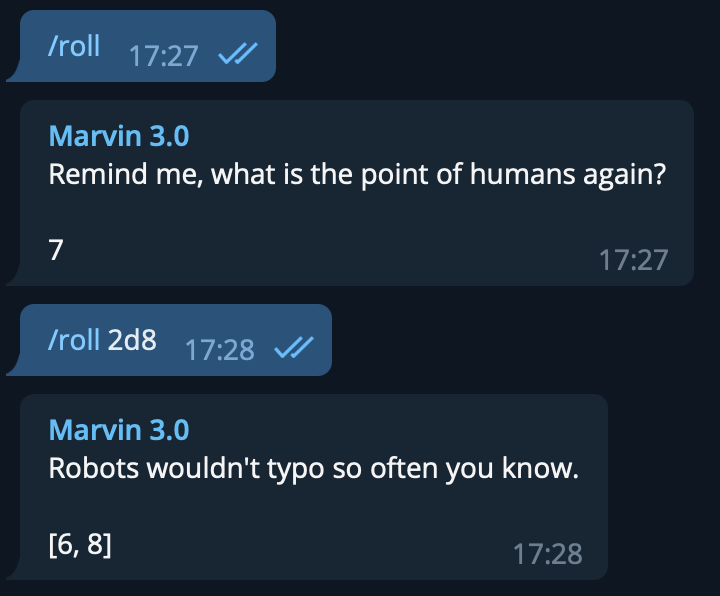 /roll 17:27
Marvin 3.0
Remind me, what is the point of humans again?
7
17:27
/roll 2d8 17:28
Marvin 3.0
Robots wouldn't typo so often you know.
[6, 8]
17:28